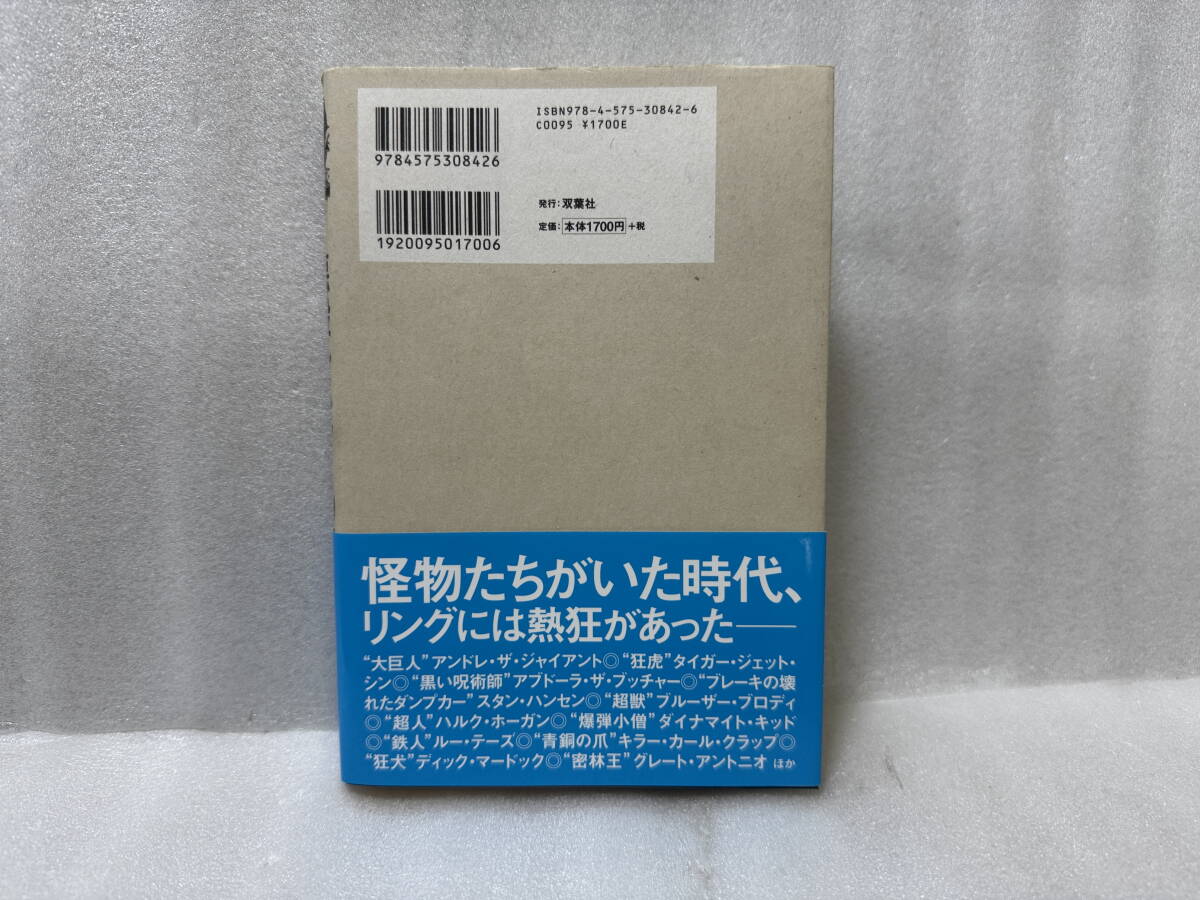 ISBN978-4-575-30842-6
C0095 ¥1700E
9784575308426
発行：双葉社
定価：本体1700円＋税
1920095017006
怪物たちがいた時代、
リングには熱狂があった——
“大巨人”アンドレ・ザ・ジャイアント◎“狂虎”タイガー・ジェット・
シン◎“黒い呪術師”アブドーラ・ザ・ブッチャー◎“ブレーキの壊
れたダンプカー”スタン・ハンセン◎“超獣”ブルーザー・ブロディ
◎“超人”ハルク・ホーガン◎“爆弾小僧”ダイナマイト・キッド
◎“鉄人”ルー・テーズ◎“青銅の爪”キラー・カール・クラップ◎
“狂犬”ディック・マードック◎“密林王”グレート・アントニオ ほか